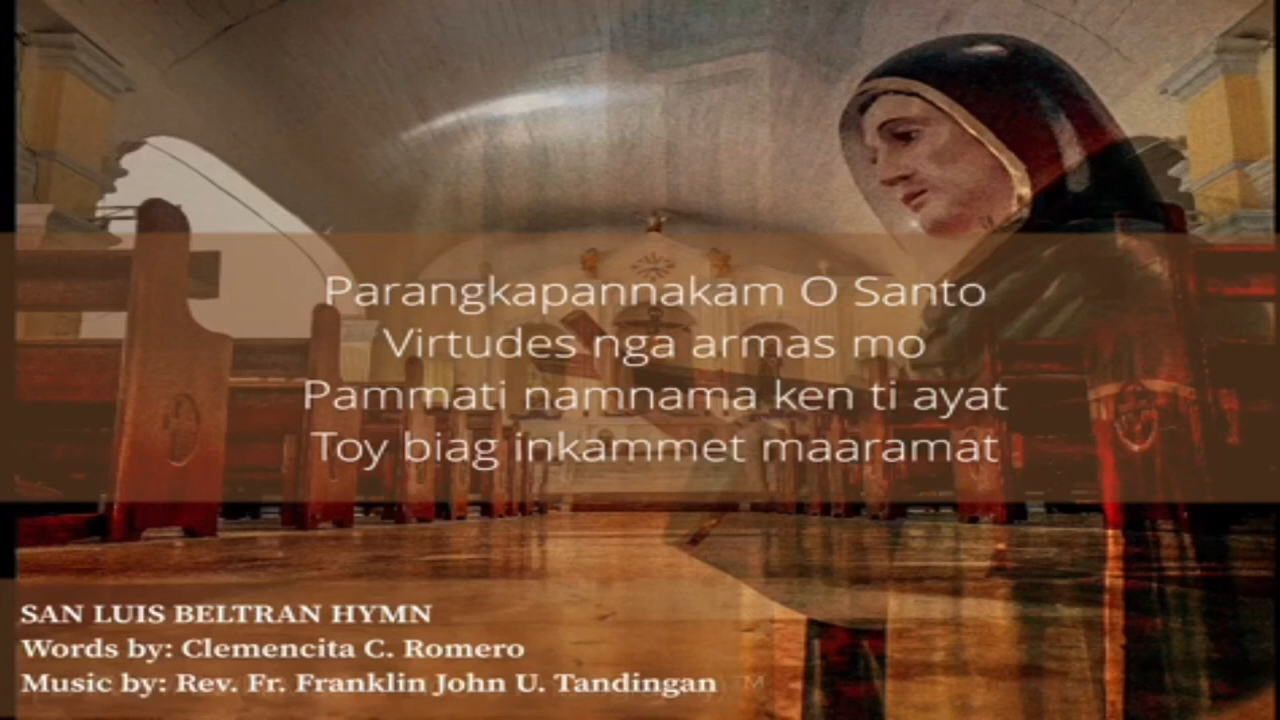 Parangkapannakam O Santo
Virtudes nga armas mo
Pammati namnama ken ti ayat
Toy biag inkammet maaramat
SAN LUIS BELTRAN HYMN
Words by: Clemencita C. Romero
Music by: Rev. Fr. Franklin John U. Tandingan
TM